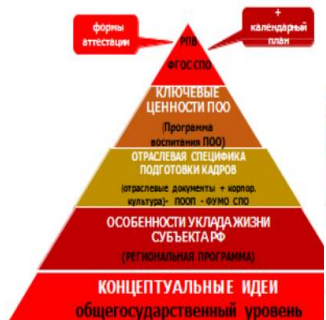 формы
аттестации
+
календарный
план
РПВ
ФГОС СПО
КЛЮЧЕВЫЕ
ЦЕННОСТИ ПОО
(Программа
воспитания ПОО)
ОТРАСЛЕВАЯ СПЕЦИФИКА
ПОДГОТОВКИ КАДРОВ
(отраслевые документы + корпор.
культура)- ПООП - ФУМО СПО
ОСОБЕННОСТИ УКЛАДА ЖИЗНИ
СУБЪЕКТА РФ
(РЕГИОНАЛЬНАЯ ПРОГРАММА)
КОНЦЕПТУАЛЬНЫЕ ИДЕИ
общегосударственный уровень